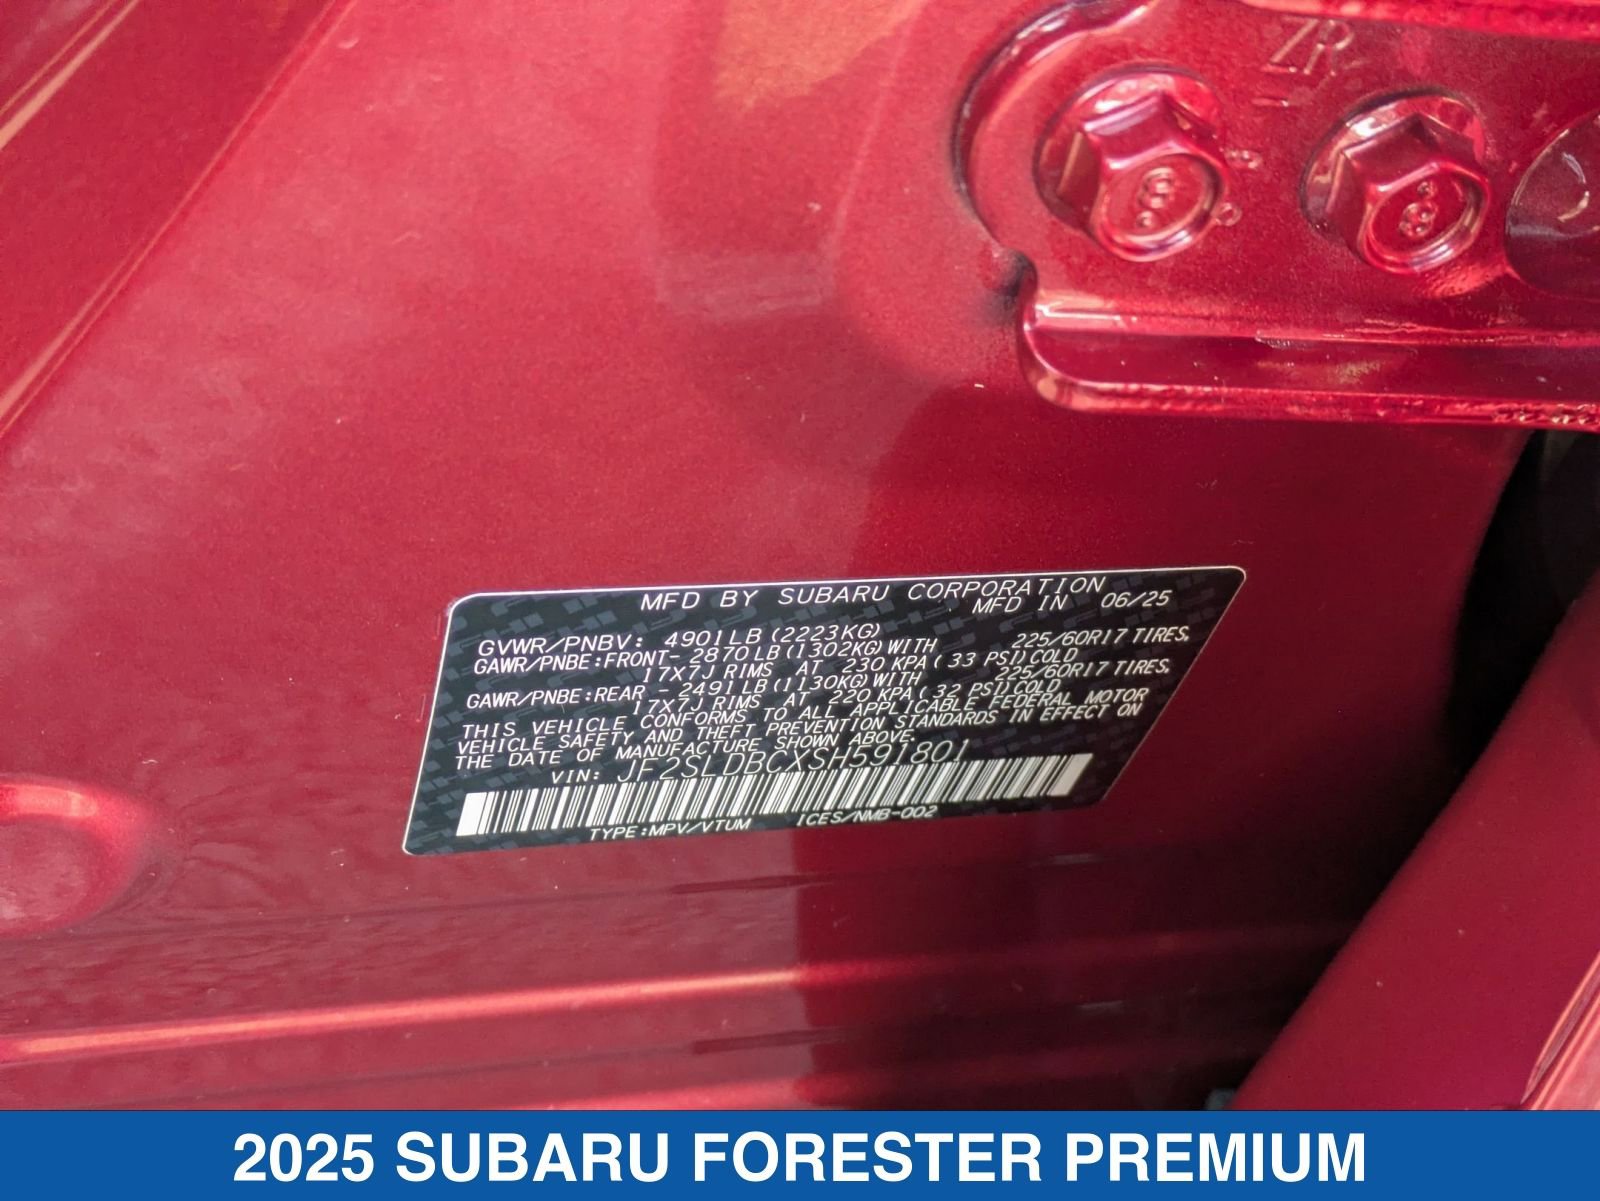 ZR
MFD BY SUBARU CORPORATION
MFD IN 06/25
GVWR/PNBV: 4901LB(2223KG)
GAWR/PNBE:FRONT- 2870LB(1302KG)WITH 225/60R17 TIRES.
17X7J RIMS AT 230 KPA( 33 PSI)COLD
GAWR/PNBE:REAR - 2491LB(1130KG)WITH 225/60R17 TIRES.
17X7J RIMS AT 220 KPA( 32 PSI)COLD
THIS VEHICLE CONFORMS TO ALL APPLICABLE FEDERAL MOTOR
VEHICLE SAFETY AND THEFT PREVENTION STANDARDS IN EFFECT ON
THE DATE OF MANUFACTURE SHOWN ABOVE.
VIN: JF2SLDBCXSH591801
TYPE:MPV/VTUM ICES/NMB-002
2025 SUBARU FORESTER PREMIUM